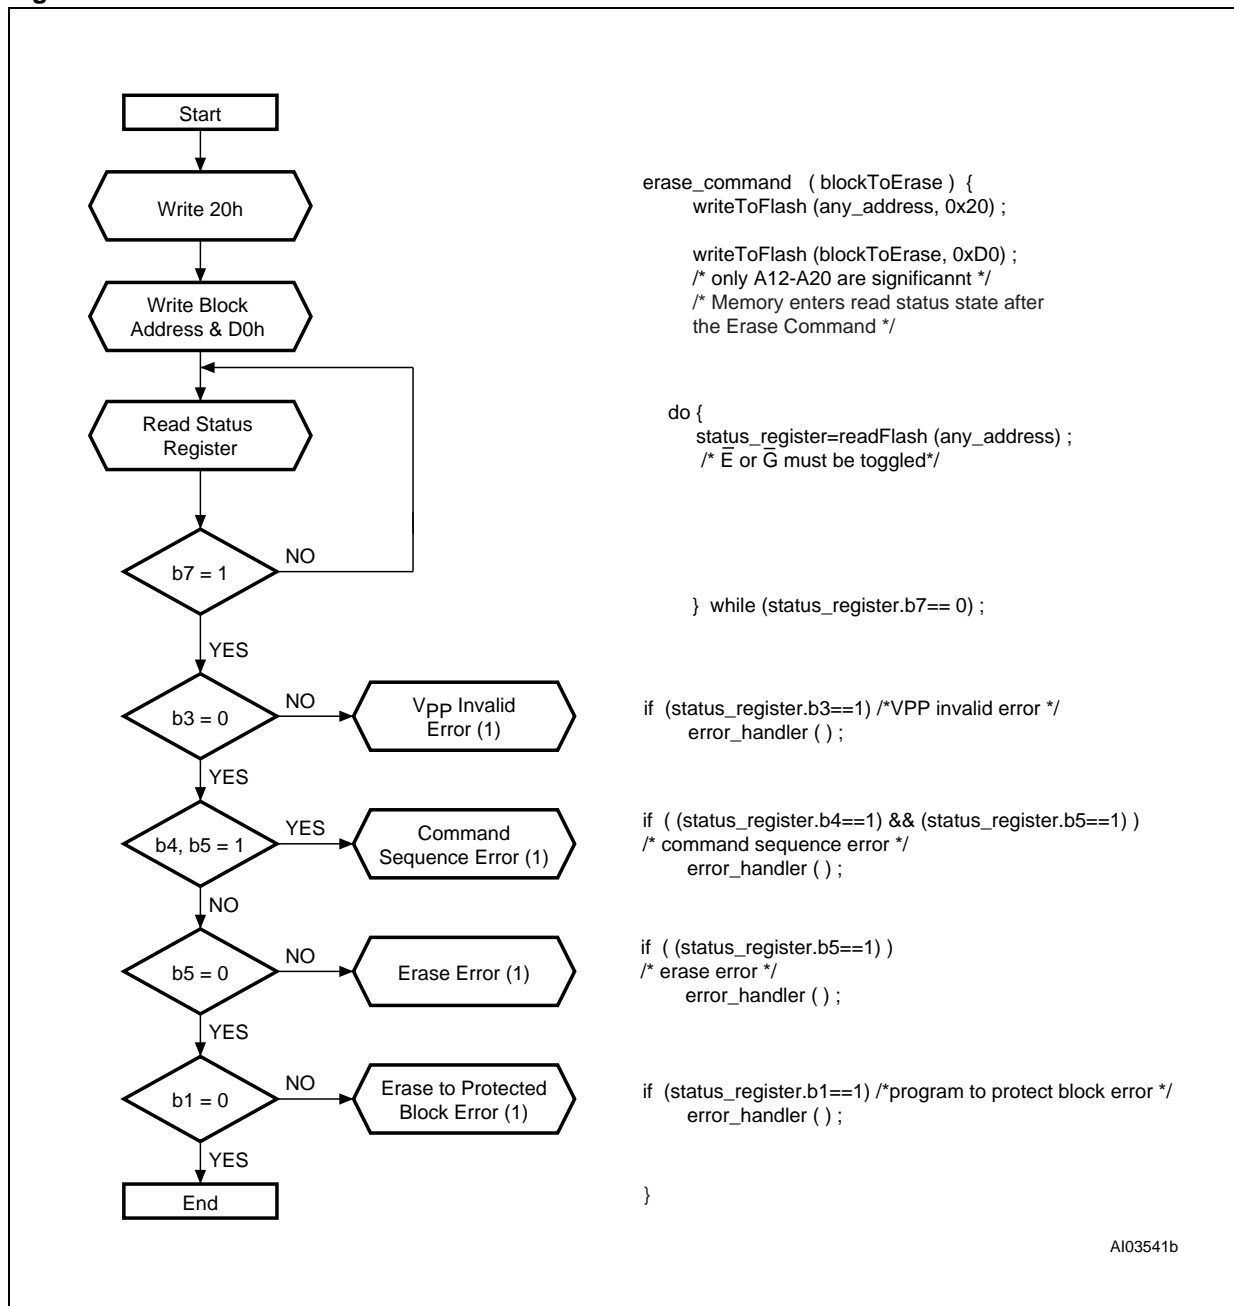 Start
Write 20h
Write Block
Address & D0h
Read Status
Register
b7 = 1
NO
YES
b3 = 0
NO
VPP Invalid
Error (1)
YES
b4, b5 = 1
YES
Command
Sequence Error (1)
NO
b5 = 0
NO
Erase Error (1)
YES
b1 = 0
NO
Erase to Protected
Block Error (1)
YES
End
erase_command ( blockToErase ) {
writeToFlash (any_address, 0x20) ;
writeToFlash (blockToErase, 0xD0) ;
/* only A12-A20 are significannt */
/* Memory enters read status state after
the Erase Command */
do {
status_register=readFlash (any_address) ;
/* E̅ or G̅ must be toggled*/
} while (status_register.b7== 0) ;
if (status_register.b3==1) /*VPP invalid error */
error_handler ( ) ;
if ( (status_register.b4==1) && (status_register.b5==1) )
/* command sequence error */
error_handler ( ) ;
if ( (status_register.b5==1) )
/* erase error */
error_handler ( ) ;
if (status_register.b1==1) /*program to protect block error */
error_handler ( ) ;
}
AI03541b